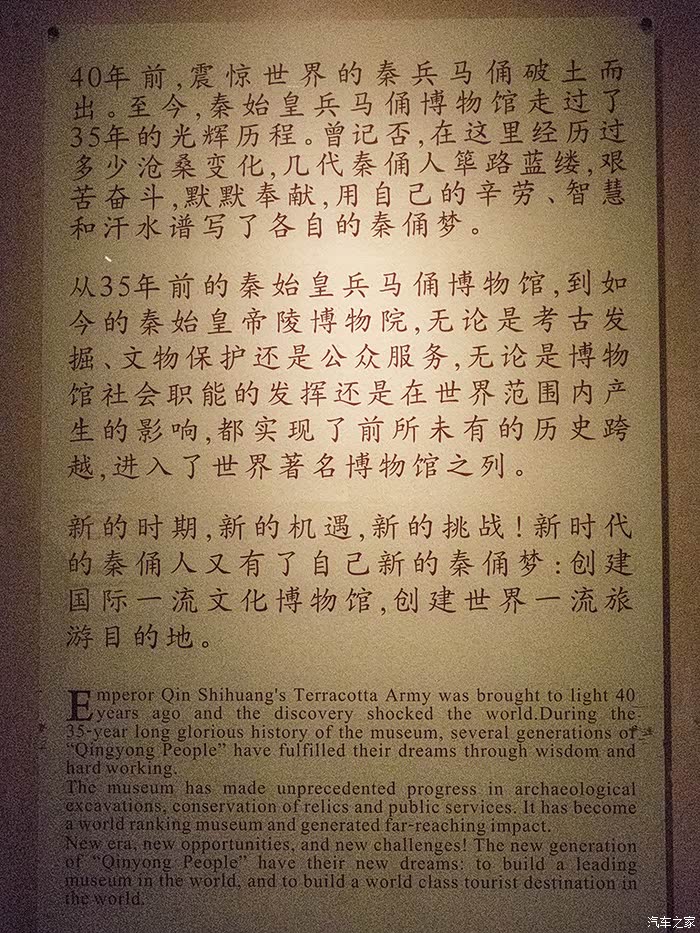 40年前,震惊世界的秦兵马俑破土而
出。至今,秦始皇兵马俑博物馆走过了
35年的光辉历程。曾记否,在这里经历过
多少沧桑变化,几代秦俑人筚路蓝缕,艰
苦奋斗,默默奉献,用自己的辛劳、智慧
和汗水谱写了各自的秦俑梦。
从35年前的秦始皇兵马俑博物馆,到如
今的秦始皇帝陵博物院,无论是考古发
掘、文物保护还是公众服务,无论是博物
馆社会职能的发挥还是在世界范围内产
生的影响,都实现了前所未有的历史跨
越,进入了世界著名博物馆之列。
新的时期,新的机遇,新的挑战!新时代
的秦俑人又有了自己新的秦俑梦:创建
国际一流文化博物馆,创建世界一流旅
游目的地。
Emperor Qin Shihuang's Terracotta Army was brought to light 40
years ago and the discovery shocked the world.During the
35-year long glorious history of the museum, several generations of
“Qingyong People” have fulfilled their dreams through wisdom and
hard working.
The museum has made unprecedented progress in archaeological
excavations, conservation of relics and public services. It has become
a world ranking museum and generated far-reaching impact.
New era, new opportunities, and new challenges! The new generation
of “Qinyong People” have their new dreams: to build a leading
museum in the world, and to build a world class tourist destination in
the world.
汽车之家